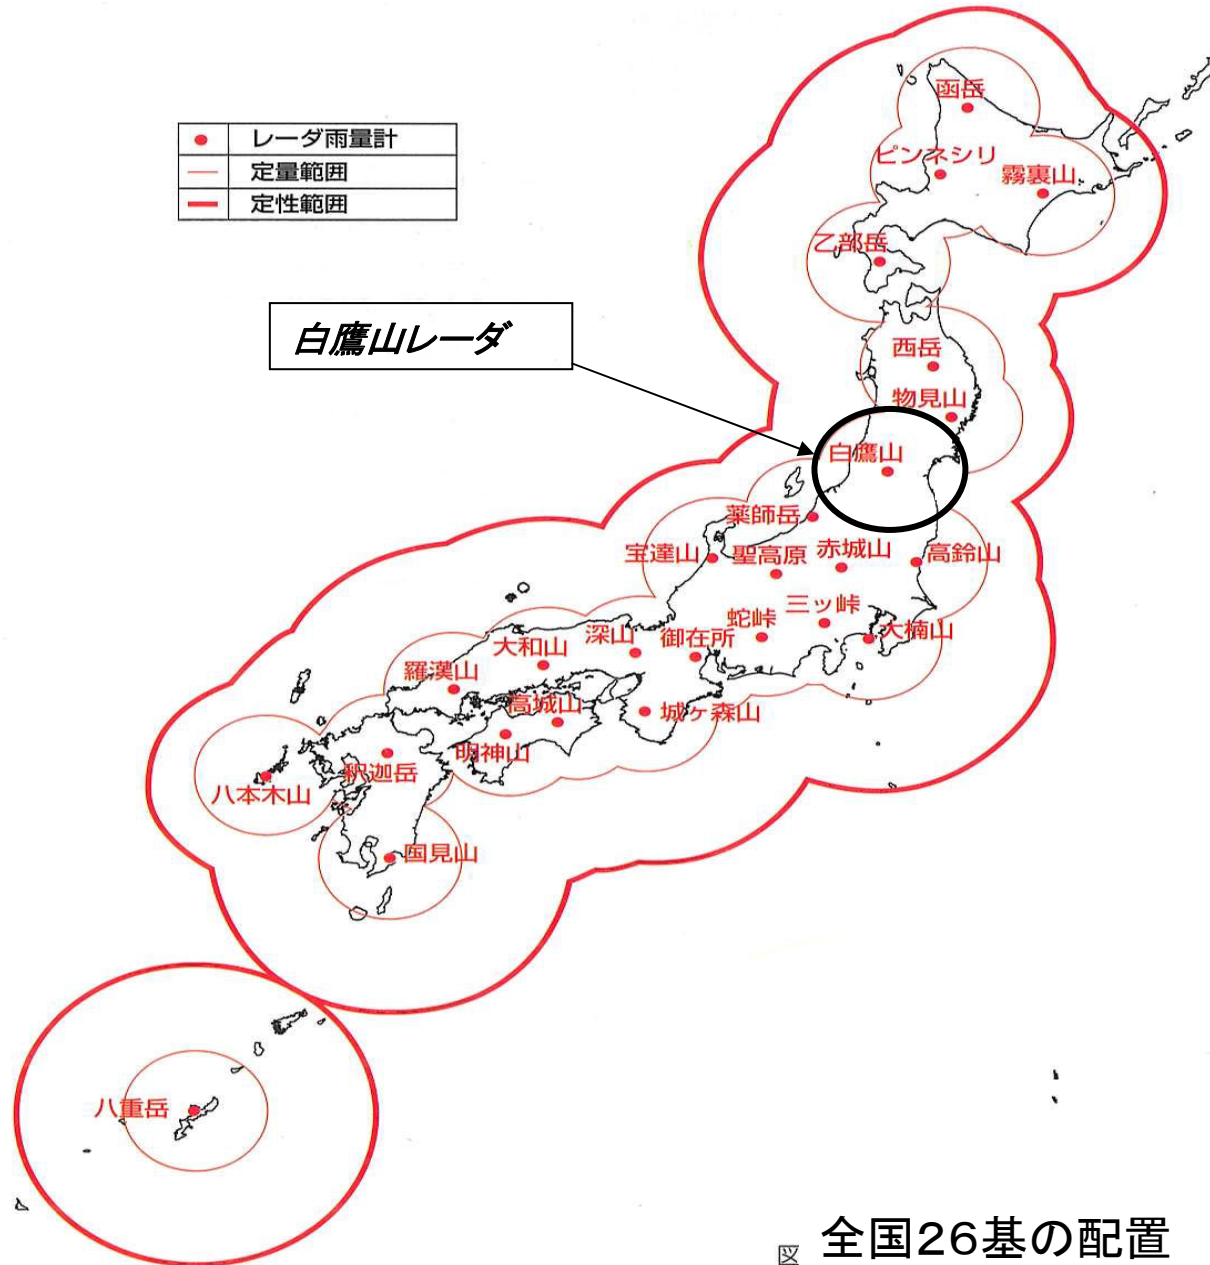 函岳
レーダ雨量計
ピンネシリ
定量範囲
霧裏山
定性範囲
乙部岳
白鷹山レーダ
西岳
物見山
白鷹山
薬師岳
宝達山
聖高原
赤城山
高鈴山
蛇峠
三ッ峠
大楠山
深山
御在所
大和山
羅漢山
高城山
城ヶ森山
明神山
釈迦岳
八本木山
国見山
八重岳
図
全国26基の配置